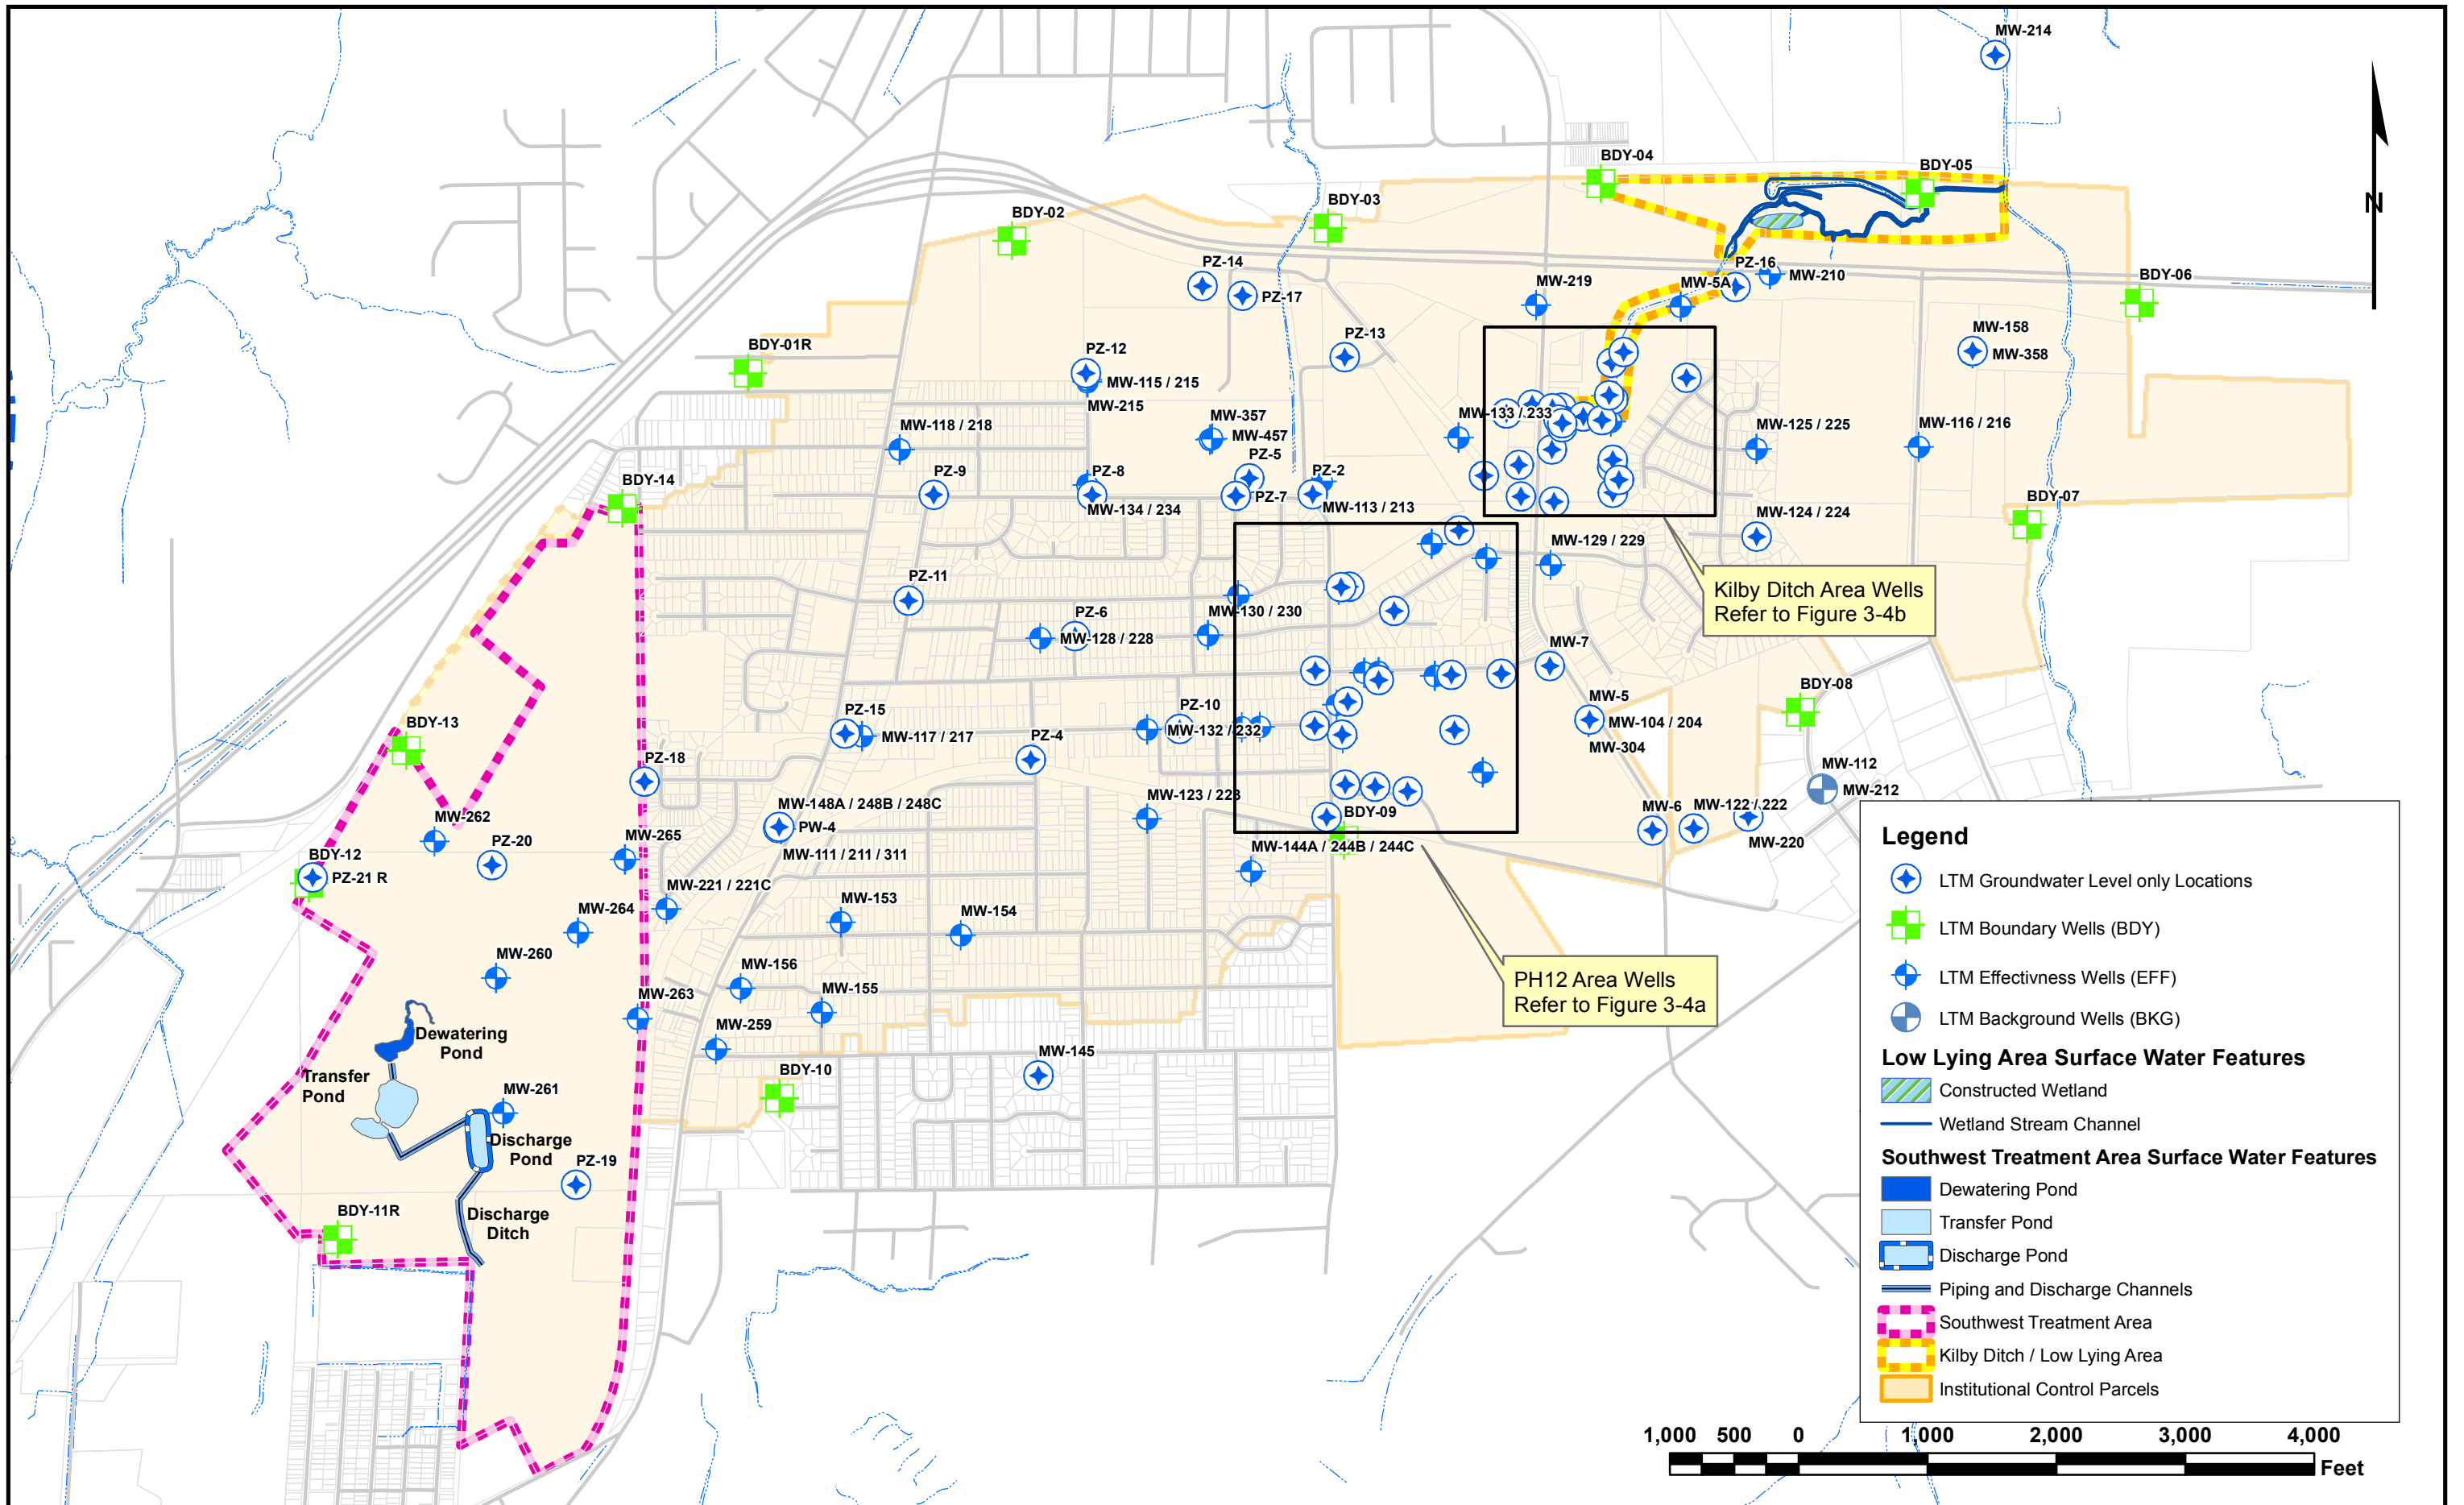 MW-214
BDY-04
BDY-05
BDY-03
BDY-02
N
PZ-14
PZ-16
MW-210
BDY-06
MW-219
MW-5A
PZ-17
PZ-13
MW-158
MW-358
BDY-01R
PZ-12
MW-115 / 215
MW-215
MW-357
MW-457
MW-133 / 233
MW-118 / 218
MW-125 / 225
MW-116 / 216
PZ-5
PZ-2
PZ-8
PZ-9
PZ-7
BDY-14
MW-134 / 234
MW-113 / 213
BDY-07
MW-124 / 224
MW-129 / 229
PZ-11
Kilby Ditch Area Wells
Refer to Figure 3-4b
PZ-6
MW-130 / 230
MW-128 / 228
MW-7
BDY-08
MW-5
MW-104 / 204
MW-304
BDY-13
PZ-15
MW-117 / 217
PZ-10
MW-132 / 232
PZ-4
PZ-18
MW-112
MW-212
MW-148A / 248B / 248C
PW-4
MW-111 / 211 / 311
MW-123 / 223
BDY-09
MW-6
MW-122 / 222
MW-220
MW-262
PZ-20
MW-265
BDY-12
PZ-21 R
MW-144A / 244B / 244C
MW-221 / 221C
MW-264
MW-153
MW-154
MW-260
MW-156
MW-155
MW-263
PH12 Area Wells
Refer to Figure 3-4a
MW-259
MW-145
BDY-10
Dewatering
Pond
Transfer
Pond
MW-261
Discharge
Pond
PZ-19
BDY-11R
Discharge
Ditch
Legend
LTM Groundwater Level only Locations
LTM Boundary Wells (BDY)
LTM Effectivness Wells (EFF)
LTM Background Wells (BKG)
Low Lying Area Surface Water Features
Constructed Wetland
Wetland Stream Channel
Southwest Treatment Area Surface Water Features
Dewatering Pond
Transfer Pond
Discharge Pond
Piping and Discharge Channels
Southwest Treatment Area
Kilby Ditch / Low Lying Area
Institutional Control Parcels
1,000 500 0 1,000 2,000 3,000 4,000
Feet